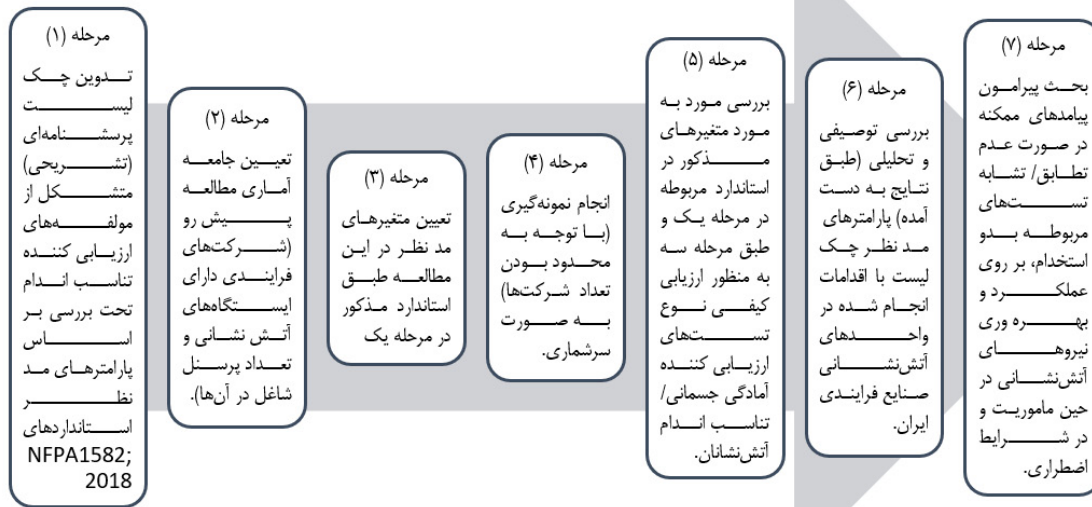 مرحله (۱)
تدوین چک
لیست
پرسشنامه‌ای
(تشریحی)
متشکل از
مولفه‌های
ارزیابی کننده
تناسب اندام
تحت بررسی بر
اساس
پارامترهای مد
نظر
استانداردهای
NFPA1582;
2018
مرحله (۲)
تعیین جامعه
آماری مطالعه
پیش رو
(شرکت‌های
فرایندی دارای
ایستگاه‌های
آتش نشانی و
تعداد پرسنل
شاغل در آن‌ها).
مرحله (۳)
تعیین متغیرهای
مد نظر در این
مطالعه طبق
استاندارد مذکور
در مرحله یک
مرحله (۴)
انجام نمونه‌گیری
(با توجه به
محدود بودن
تعداد شرکت‌ها)
به صورت
سرشماری.
مرحله (۵)
بررسی مورد به
مورد متغیرهای
مذکور در
استاندارد مربوطه
در مرحله یک و
طبق مرحله سه
به منظور ارزیابی
کیفی نوع
تست‌های
ارزیابی کننده
آمادگی جسمانی/
تناسب اندام
آتش‌نشانان.
مرحله (۶)
بررسی توصیفی
و تحلیلی (طبق
نتایج به دست
آمده) پارامترهای
مد نظر چک
لیست با اقدامات
انجام شده در
واحدهای
آتش‌نشانی
صنایع فرایندی
ایران.
مرحله (۷)
بحث پیرامون
پیامدهای ممکنه
در صورت عدم
تطابق/ تشابه
تست‌های
مربوطه بدو
استخدام، بر روی
عملکرد و
بهره وری
نیروهای
آتش‌نشانی در
حین ماموریت و
در شرایط
اضطراری.